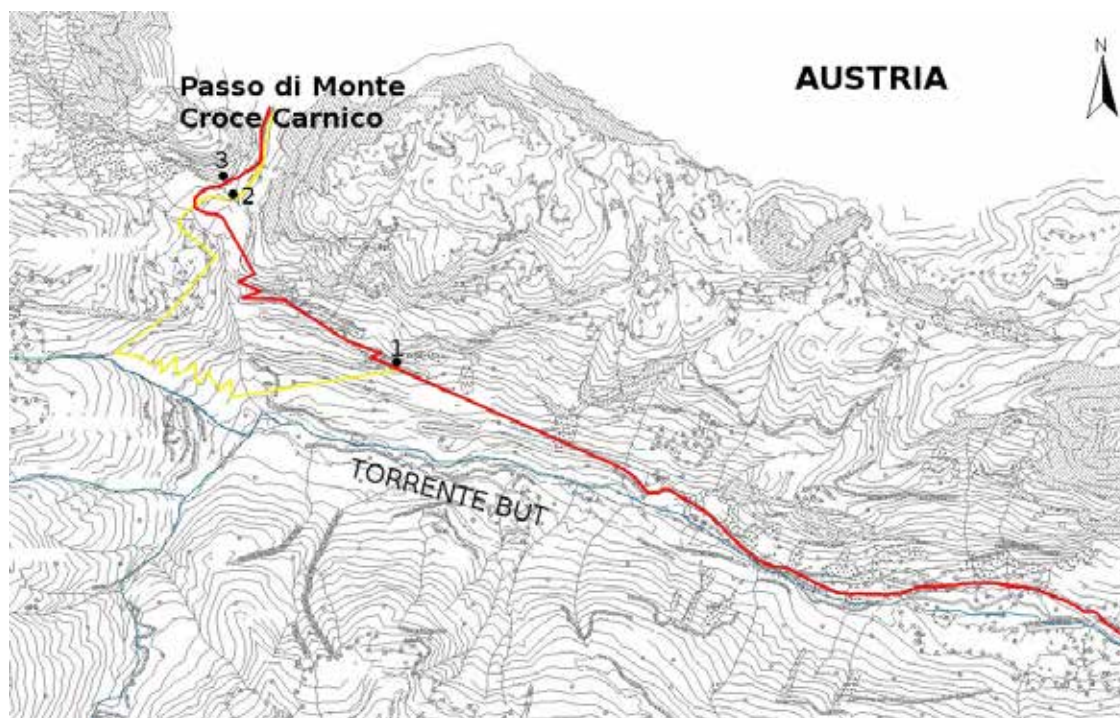 N
AUSTRIA
Passo di Monte
Croce Carnico
3
2
1
TORRENTE BUT